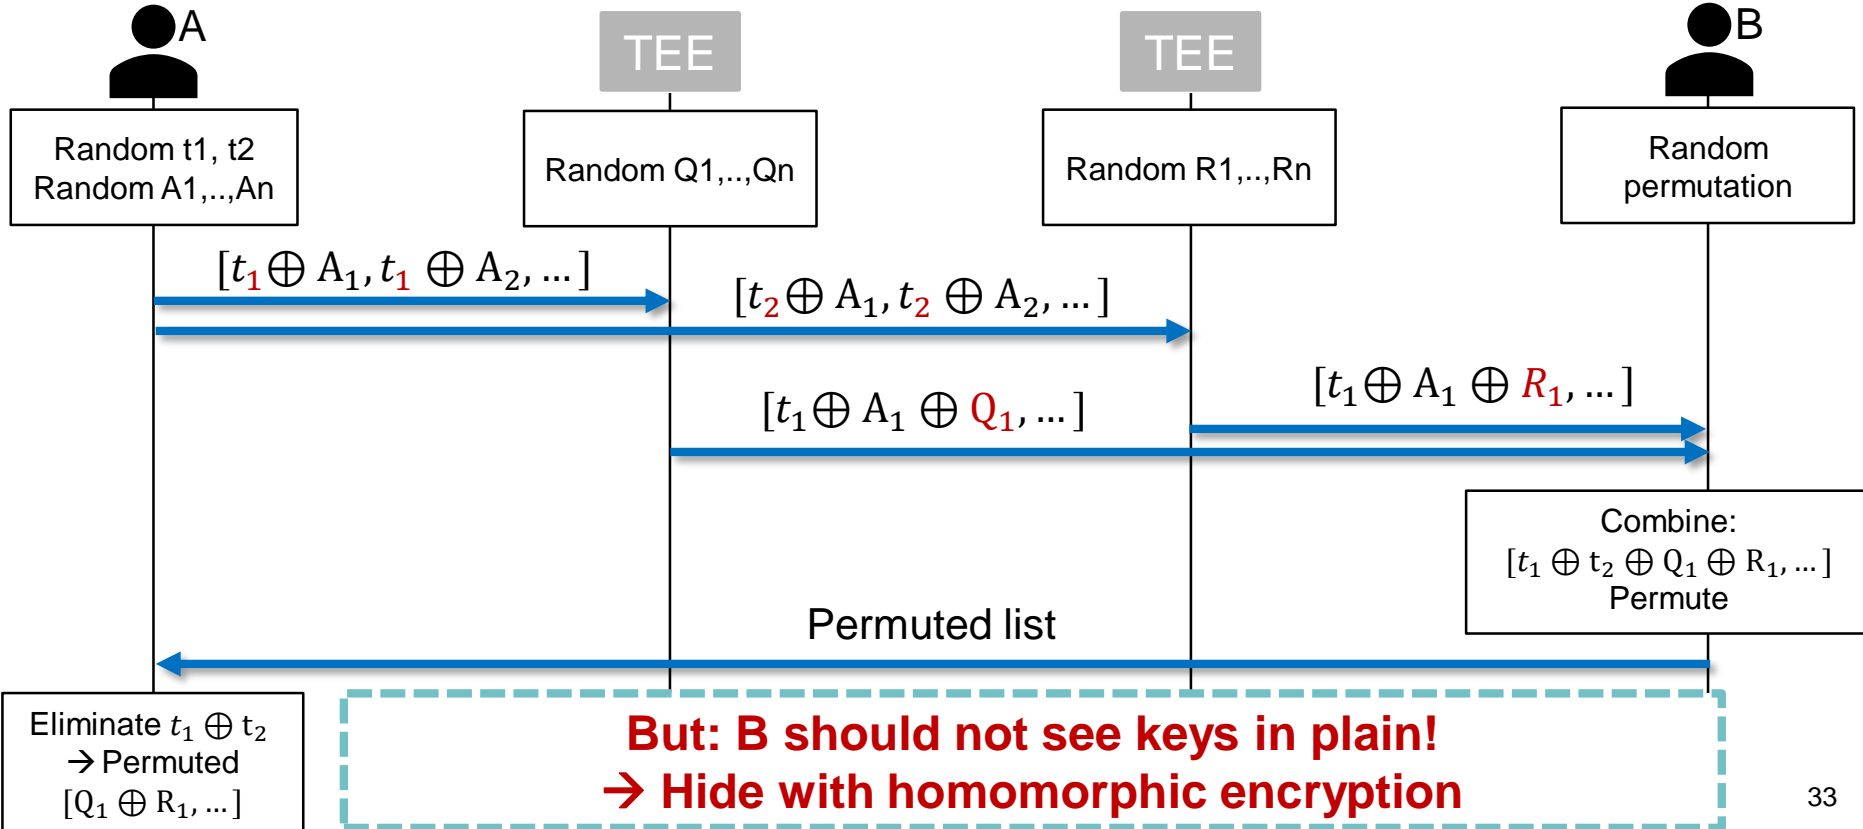 A
TEE
TEE
B
Random t1, t2
Random A1,..,An
Random Q1,..,Qn
Random R1,..,Rn
Random
permutation
[t₁⊕ A₁, t₁ ⊕ A₂, … ]
[t₂⊕ A₁, t₂ ⊕ A₂, … ]
[t₁⊕ A₁ ⊕ R₁, … ]
[t₁⊕ A₁ ⊕ Q₁, … ]
Combine:
[t₁ ⊕ t₂ ⊕ Q₁ ⊕ R₁, … ]
Permute
Permuted list
Eliminate t₁ ⊕ t₂
→ Permuted
[Q₁ ⊕ R₁, … ]
But: B should not see keys in plain!
→ Hide with homomorphic encryption
33